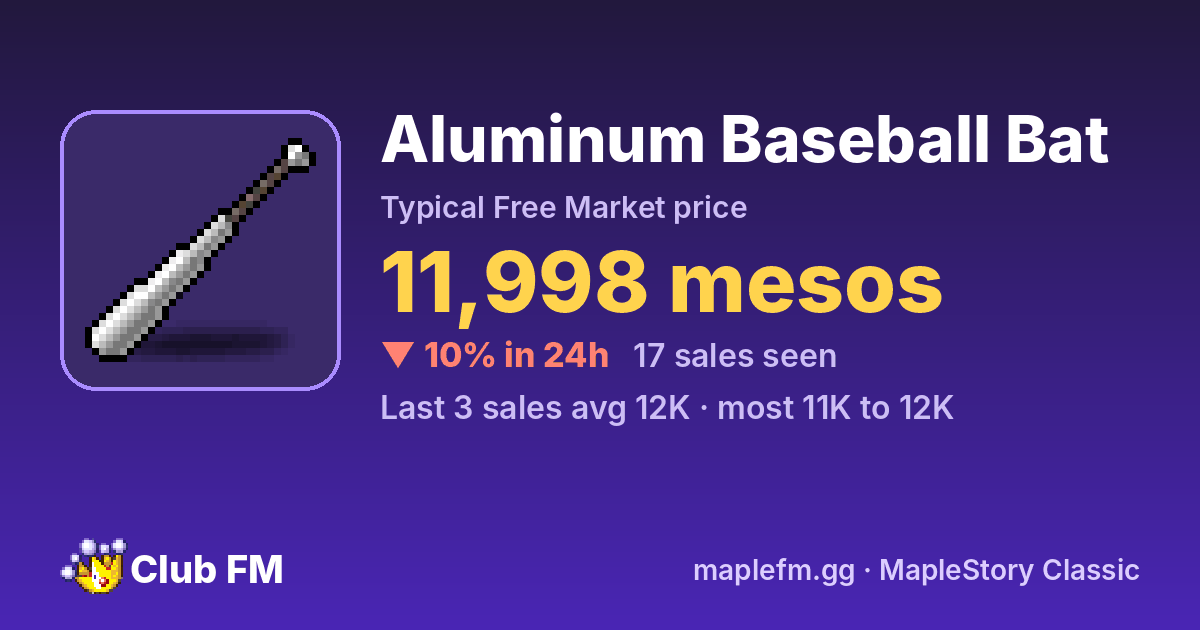 Aluminum Baseball Bat
Typical Free Market price
11,998 mesos
▼ 10% in 24h 17 sales seen
Last 3 sales avg 12K · most 11K to 12K
Club FM
maplefm.gg · MapleStory Classic